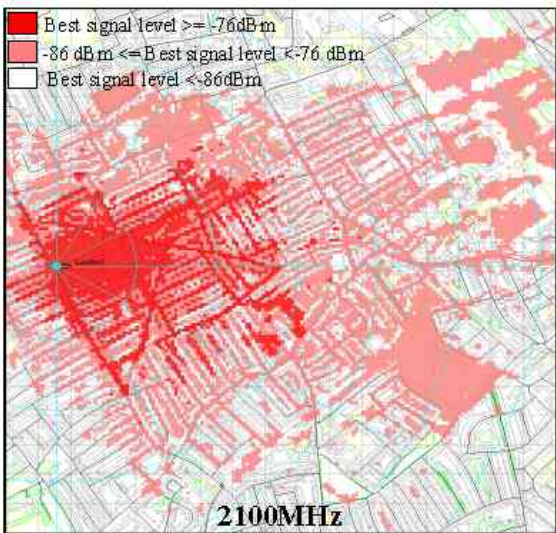 Best signal level >= -76dBm
-86 dBm <=Best signal level <-76 dBm
Best signal level <-86dBm
2100MHz